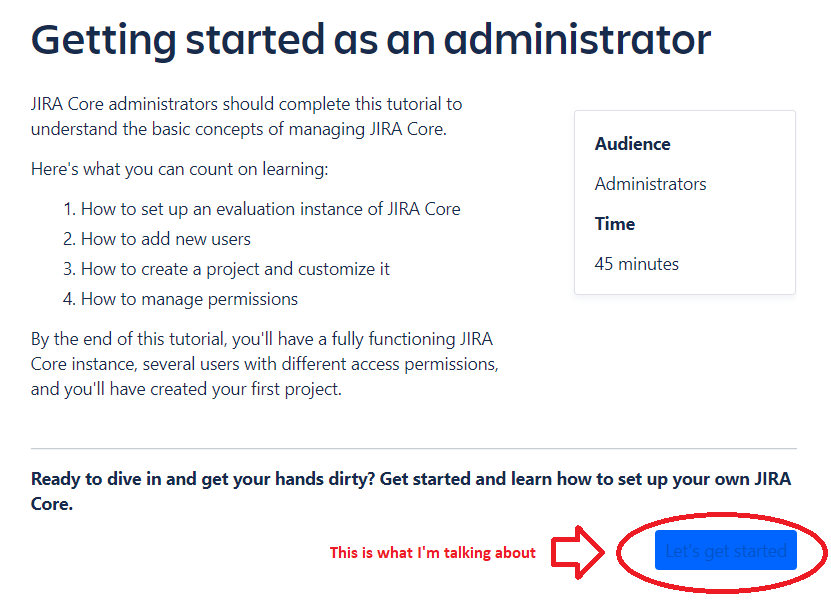 Getting started as an administrator
JIRA Core administrators should complete this tutorial to
understand the basic concepts of managing JIRA Core.
Here's what you can count on learning:
1. How to set up an evaluation instance of JIRA Core
2. How to add new users
3. How to create a project and customize it
4. How to manage permissions
By the end of this tutorial, you'll have a fully functioning JIRA
Core instance, several users with different access permissions,
and you'll have created your first project.
Audience
Administrators
Time
45 minutes
Ready to dive in and get your hands dirty? Get started and learn how to set up your own JIRA
Core.
This is what I'm talking about
Let's get started